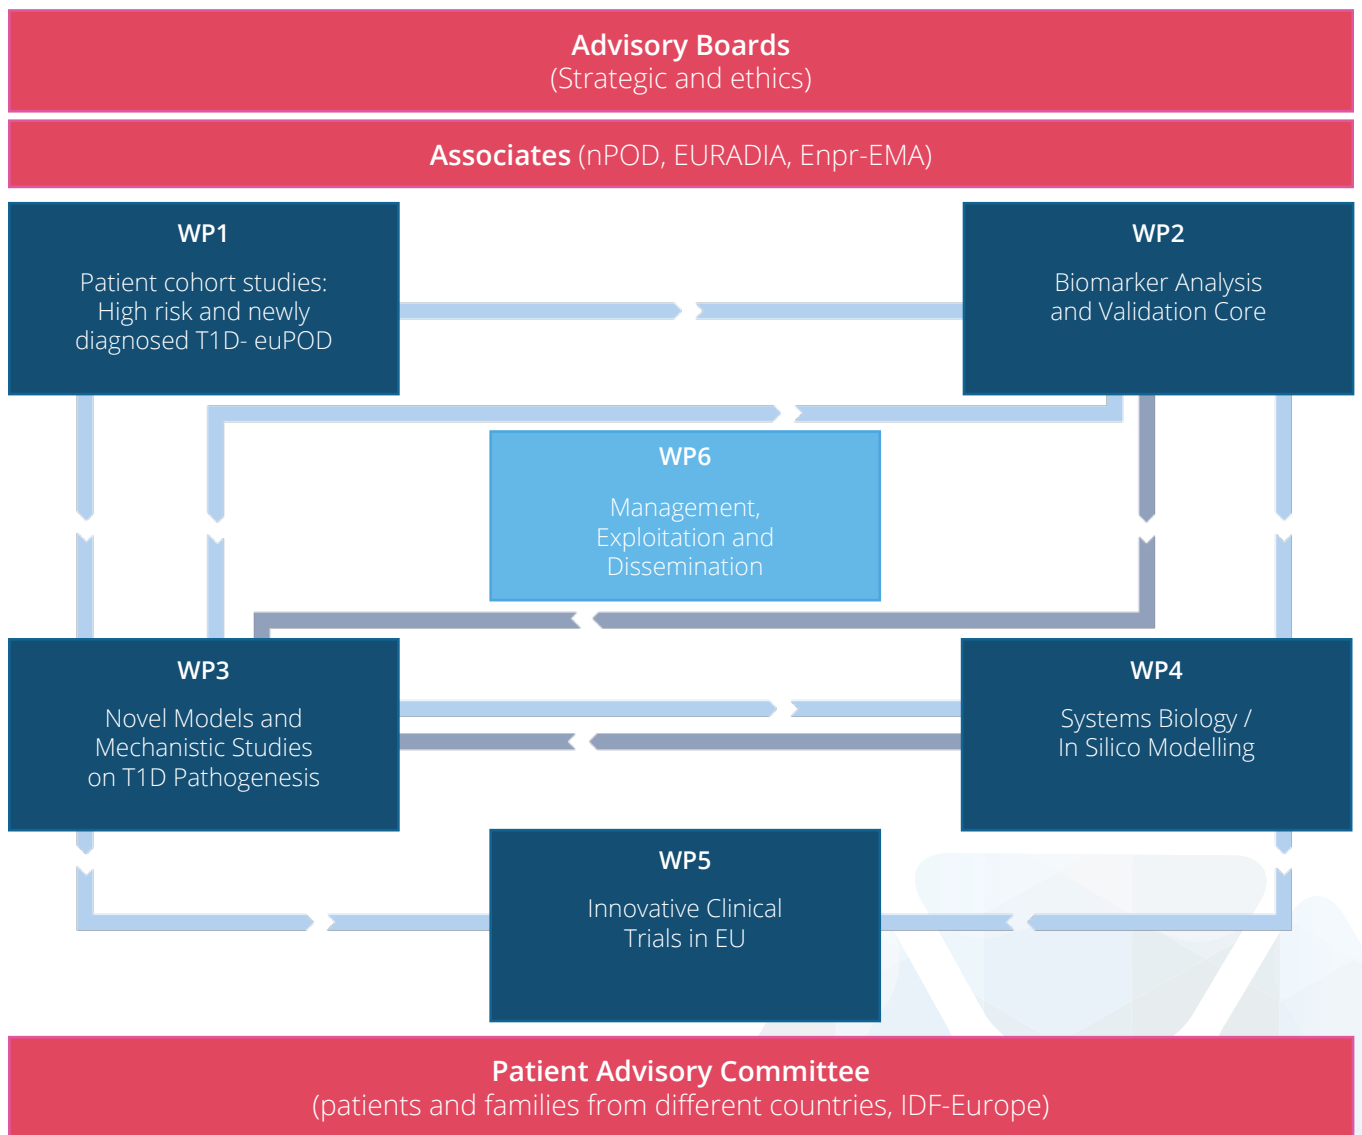 Advisory Boards
(Strategic and ethics)
Associates (nPOD, EURADIA, Enpr-EMA)
WP1
Patient cohort studies:
High risk and newly
diagnosed T1D- euPOD
WP2
Biomarker Analysis
and Validation Core
WP6
Management,
Exploitation and
Dissemination
WP3
Novel Models and
Mechanistic Studies
on T1D Pathogenesis
WP4
Systems Biology /
In Silico Modelling
WP5
Innovative Clinical
Trials in EU
Patient Advisory Committee
(patients and families from different countries, IDF-Europe)